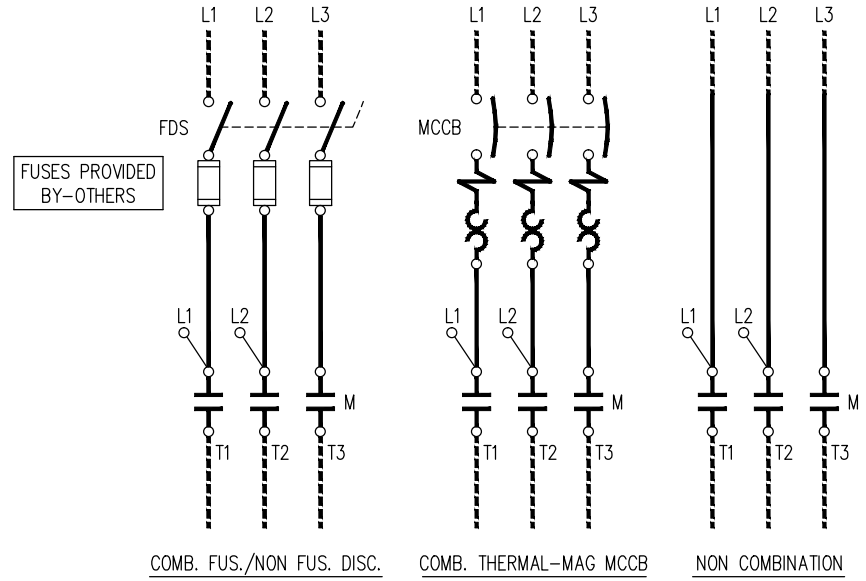 L1 L2 L3 L1 L2 L3 L1 L2 L3
FDS MCCB
FUSES PROVIDED
BY-OTHERS
L1 L2 L1 L2 L1 L2
M M M
T1 T2 T3 T1 T2 T3 T1 T2 T3
COMB. FUS./NON FUS. DISC. COMB. THERMAL-MAG MCCB NON COMBINATION